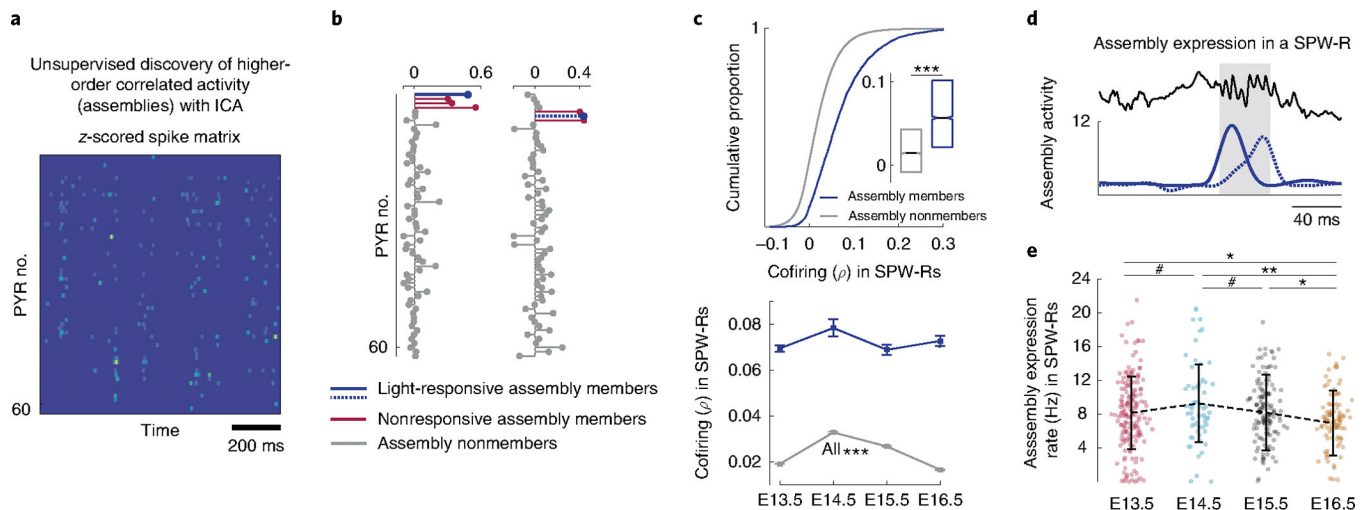 a
Unsupervised discovery of higher-
order correlated activity
(assemblies) with ICA
z-scored spike matrix
PYR no.
60
Time
200 ms
b
0
0.6
0
0.4
PYR no.
60
Light-responsive assembly members
Nonresponsive assembly members
Assembly nonmembers
c
1
Cumulative proportion
0.1
***
0
Assembly members
Assembly nonmembers
–0.1
0
0.1
0.2
0.3
Cofiring (ρ) in SPW-Rs
0.08
0.06
0.04
0.02
Cofiring (ρ) in SPW-Rs
All ***
E13.5
E14.5
E15.5
E16.5
d
Assembly expression in a SPW-R
12
Assembly activity
40 ms
e
*
# **
# *
24
20
16
12
8
4
Asssembly expression
rate (Hz) in SPW-Rs
E13.5
E14.5
E15.5
E16.5